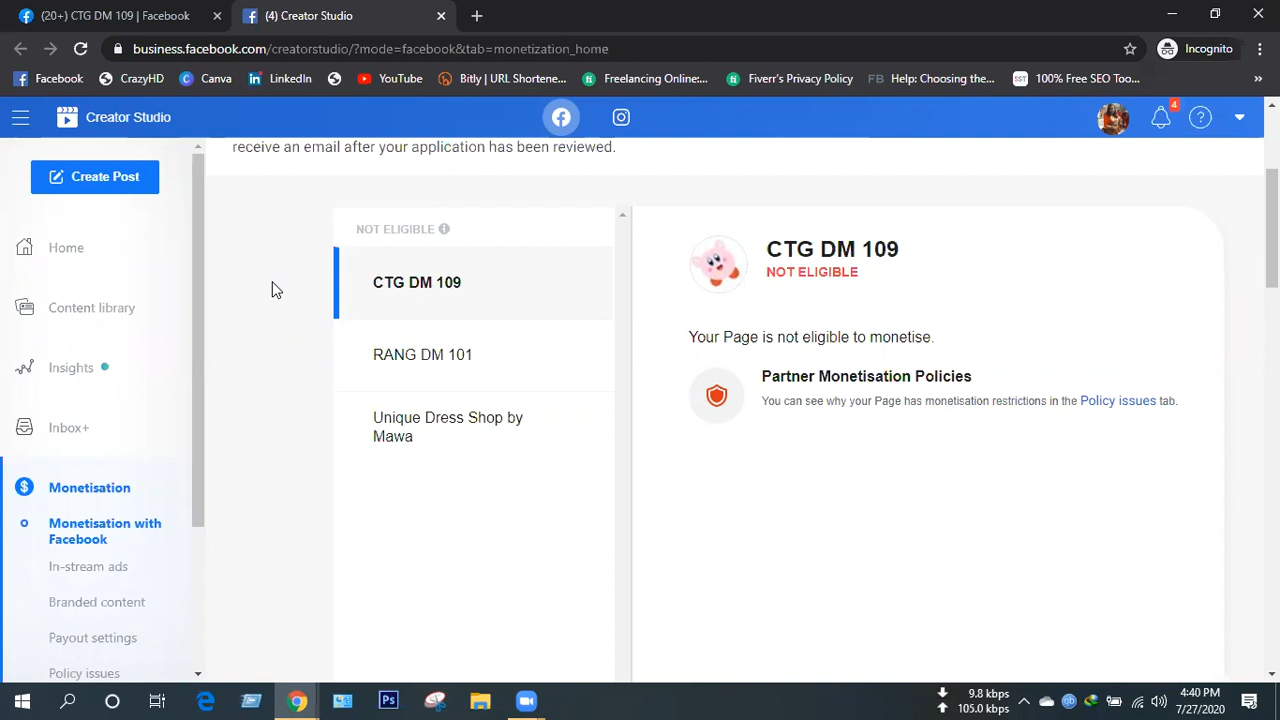 (20+) CTG DM 109 | Facebook
(4) Creator Studio
business.facebook.com/creatorstudio/?mode=facebook&tab=monetization_home
Incognito
Facebook
CrazyHD
Canva
LinkedIn
YouTube
Bitly | URL Shortene...
Freelancing Online:...
Fiverr's Privacy Policy
FB Help: Choosing the...
SST 100% Free SEO Too...
»
Creator Studio
4
Create Post
Home
Content library
Insights
Inbox+
Monetisation
Monetisation with
Facebook
In-stream ads
Branded content
Payout settings
Policy issues
receive an email after your application has been reviewed.
NOT ELIGIBLE
CTG DM 109
RANG DM 101
Unique Dress Shop by
Mawa
CTG DM 109
NOT ELIGIBLE
Your Page is not eligible to monetise.
Partner Monetisation Policies
You can see why your Page has monetisation restrictions in the Policy issues tab.
Ps
9.8 kbps
105.0 kbps
4:40 PM
7/27/2020